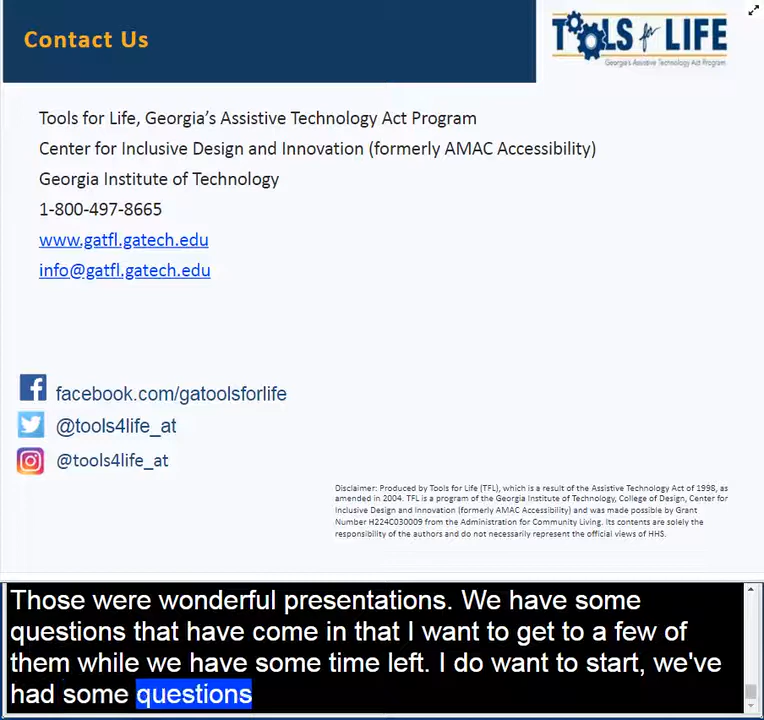 Contact Us
TOOLS for LIFE
Georgia's Assistive Technology Act Program
Tools for Life, Georgia's Assistive Technology Act Program
Center for Inclusive Design and Innovation (formerly AMAC Accessibility)
Georgia Institute of Technology
1-800-497-8665
www.gatfl.gatech.edu
info@gatfl.gatech.edu
facebook.com/gatoolsforlife
@tools4life_at
@tools4life_at
Disclaimer: Produced by Tools for Life (TFL), which is a result of the Assistive Technology Act of 1998, as
amended in 2004. TFL is a program of the Georgia Institute of Technology, College of Design, Center for
Inclusive Design and Innovation (formerly AMAC Accessibility) and was made possible by Grant
Number H224C030009 from the Administration for Community Living. Its contents are solely the
responsibility of the authors and do not necessarily represent the official views of HHS.
Those were wonderful presentations. We have some
questions that have come in that I want to get to a few of
them while we have some time left. I do want to start, we've
had some questions